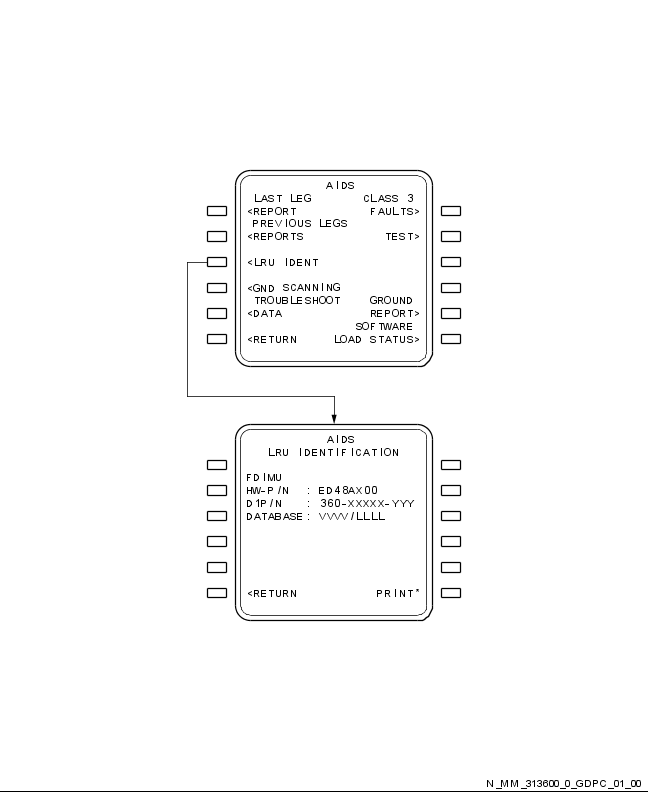 AIDS
LAST LEG CLASS 3
<REPORT FAULTS>
PREVIOUS LEGS
<REPORTS TEST>
<LRU IDENT
<GND SCANNING
TROUBLESHOOT GROUND
<DATA REPORT>
SOFTWARE
<RETURN LOAD STATUS>
AIDS
LRU IDENTIFICATION
FDIMU
HW-P/N : ED48AX00
D1P/N : 360-XXXXX-YYY
DATABASE : VVVV/LLLL
<RETURN PRINT*
N_MM_313600_0_GDPC_01_00